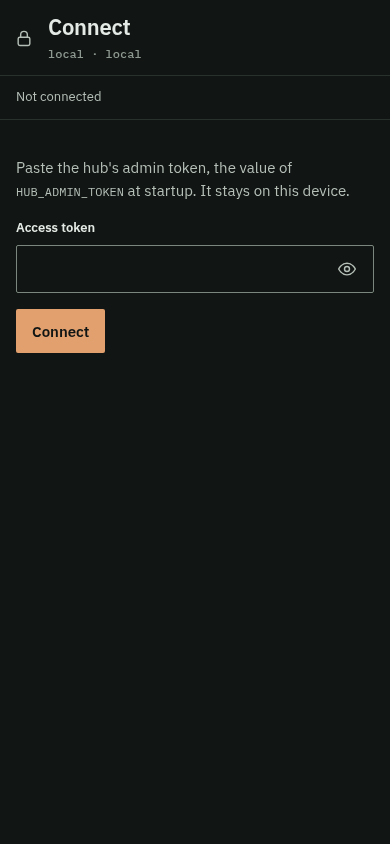 Connect
local · local
Not connected
Paste the hub's admin token, the value of
HUB_ADMIN_TOKEN at startup. It stays on this device.
Access token
Connect